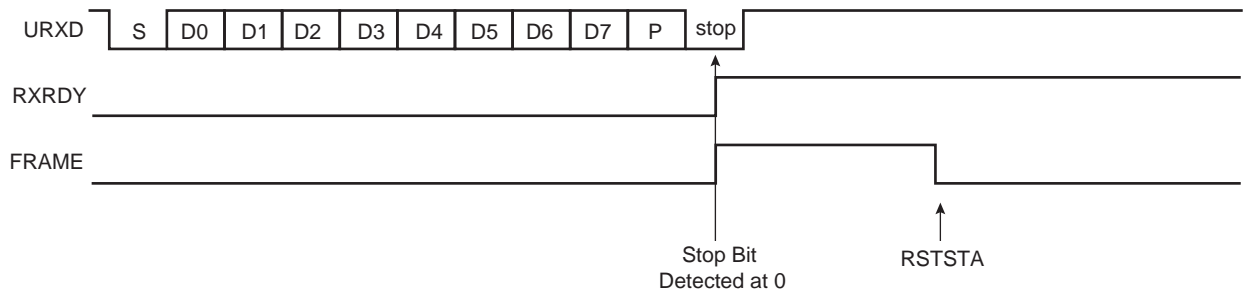 URXD S D0 D1 D2 D3 D4 D5 D6 D7 P stop
RXRDY
FRAME
Stop Bit
Detected at 0
RSTSTA